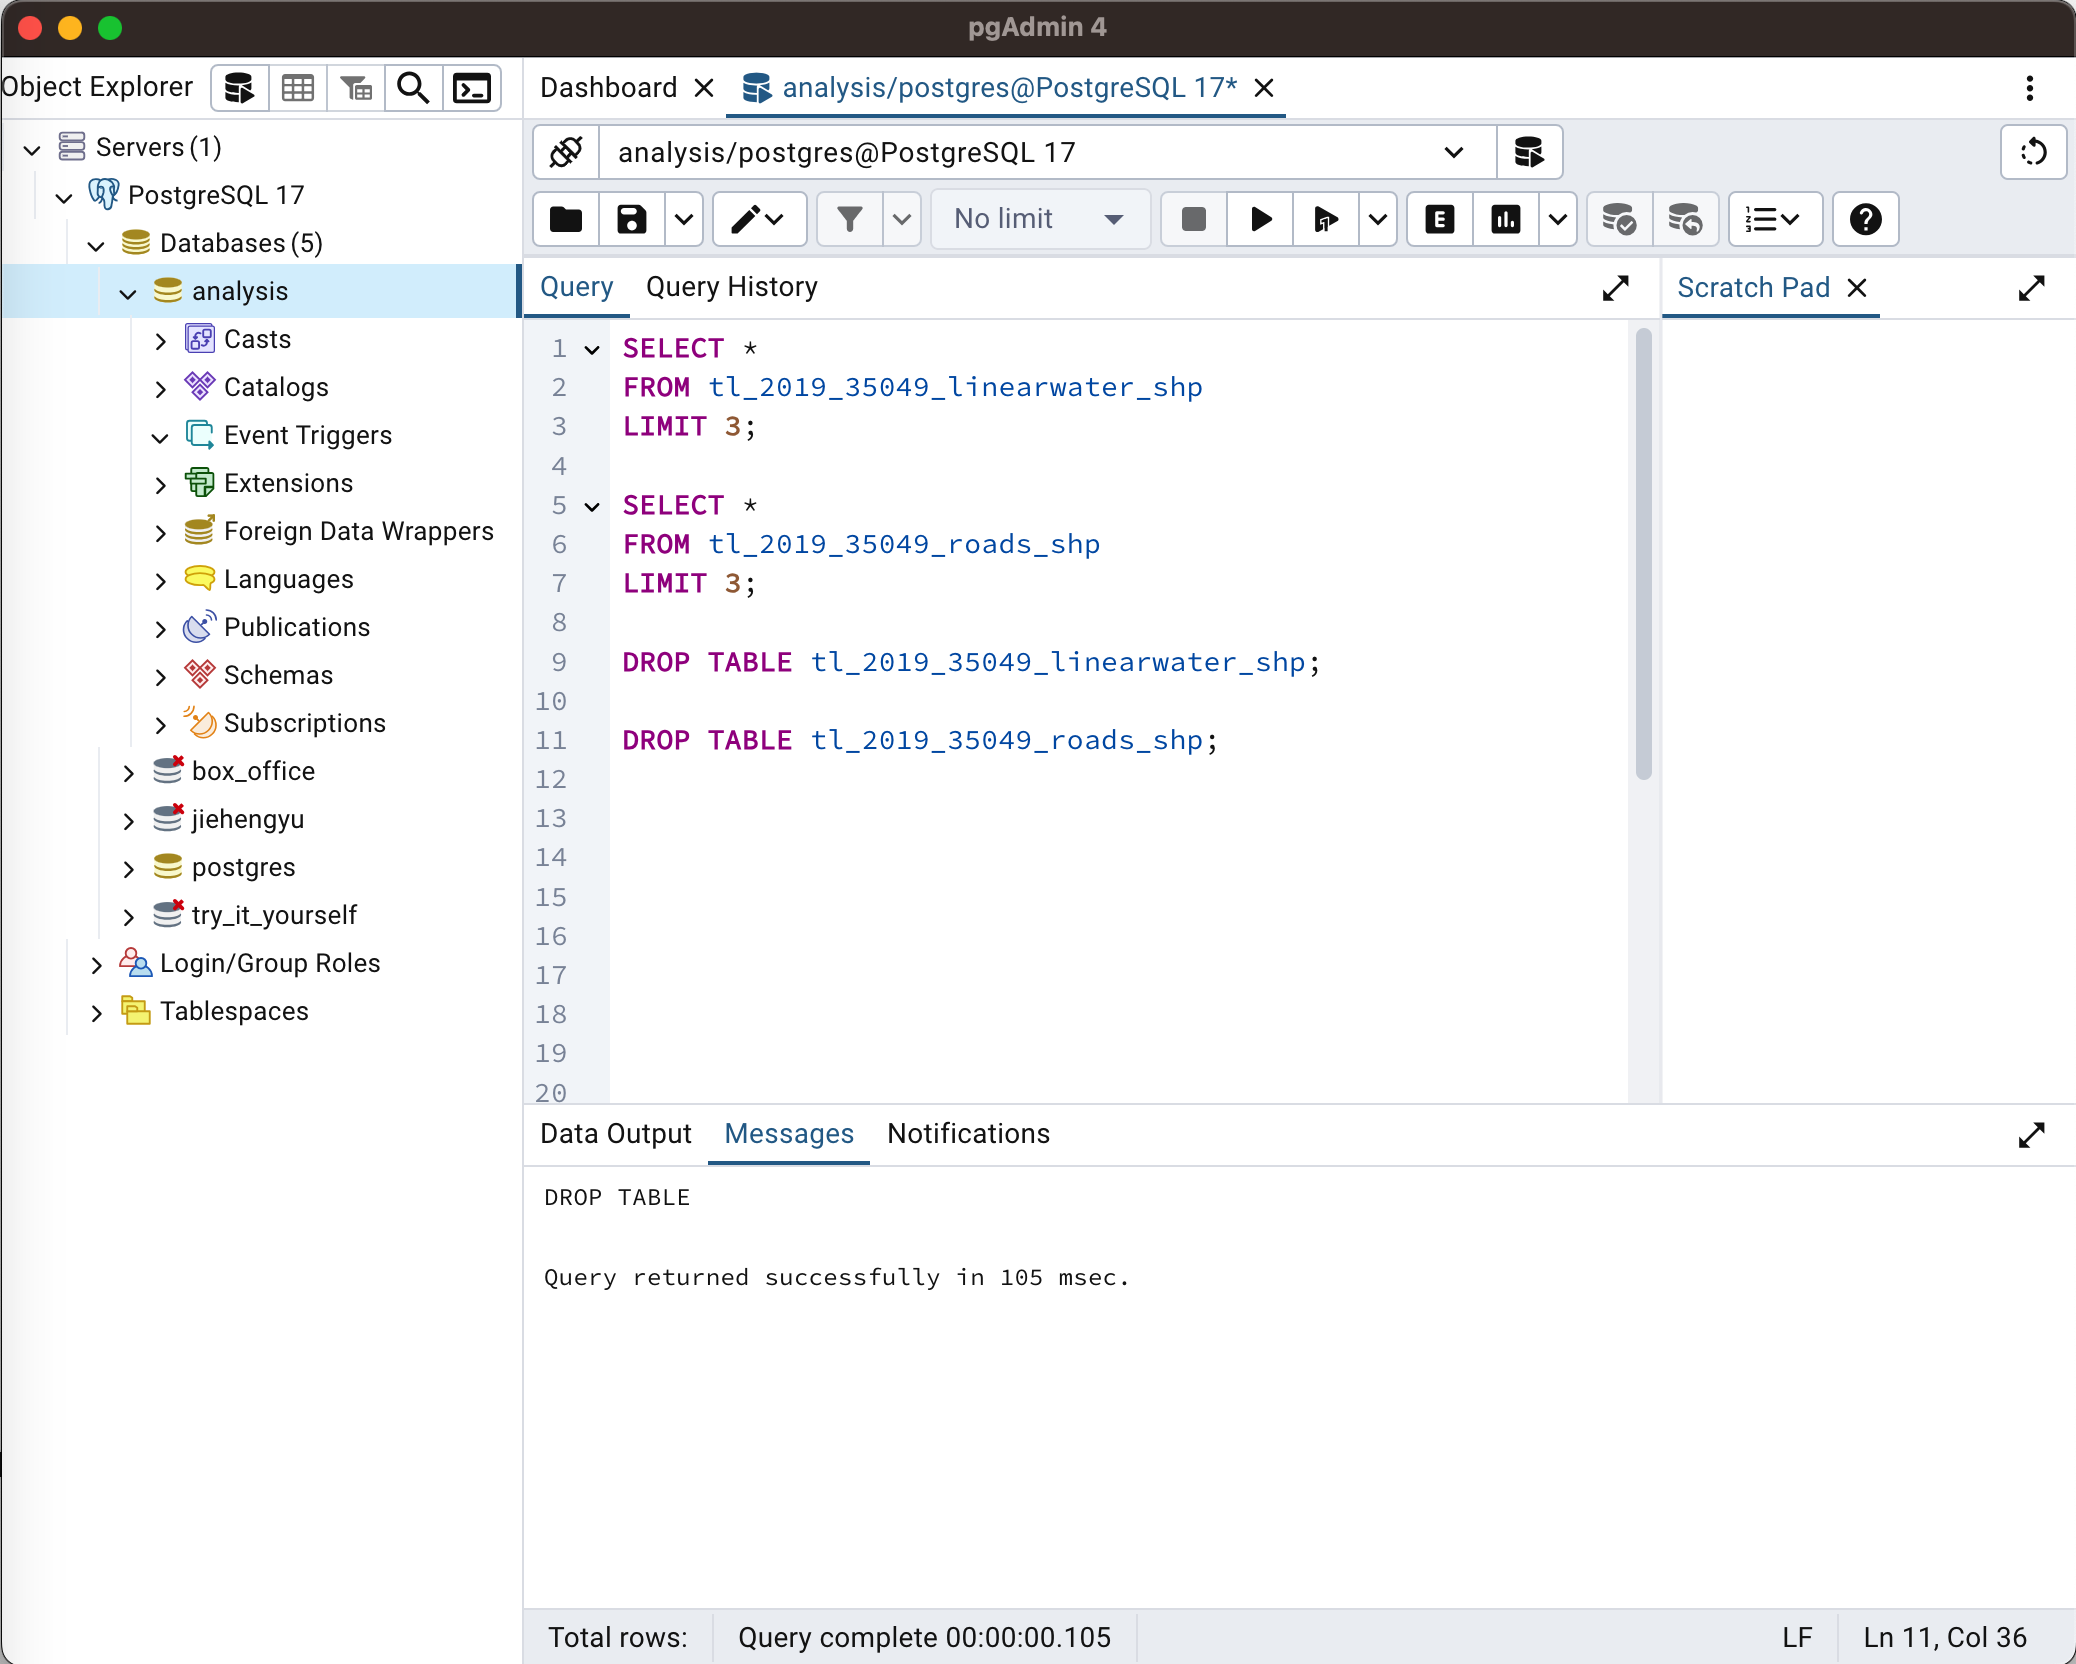 pgAdmin 4
Object Explorer
Dashboard
analysis/postgres@PostgreSQL 17*
Servers (1)
PostgreSQL 17
Databases (5)
analysis
Casts
Catalogs
Event Triggers
Extensions
Foreign Data Wrappers
Languages
Publications
Schemas
Subscriptions
box_office
jiehengyu
postgres
try_it_yourself
Login/Group Roles
Tablespaces
analysis/postgres@PostgreSQL 17
No limit
E
Query Query History
Scratch Pad
1 SELECT *
2 FROM tl_2019_35049_linearwater_shp
3 LIMIT 3;
4
5 SELECT *
6 FROM tl_2019_35049_roads_shp
7 LIMIT 3;
8
9 DROP TABLE tl_2019_35049_linearwater_shp;
10
11 DROP TABLE tl_2019_35049_roads_shp;
12
13
14
15
16
17
18
19
20
Data Output Messages Notifications
DROP TABLE
Query returned successfully in 105 msec.
Total rows: Query complete 00:00:00.105 LF Ln 11, Col 36